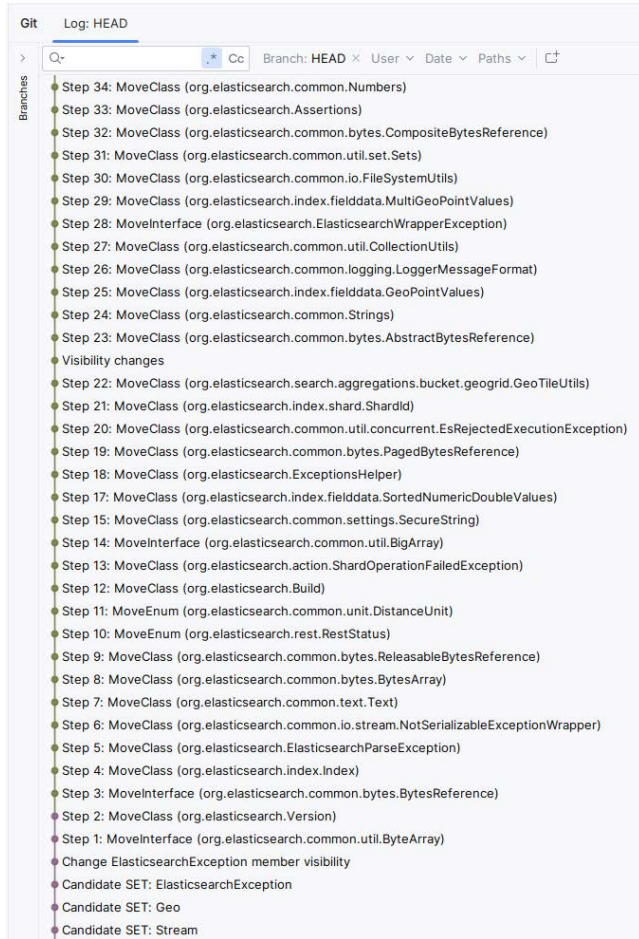 Git Log: HEAD
.* Cc Branch: HEAD × User Date Paths
Branches
Step 34: MoveClass (org.elasticsearch.common.Numbers)
Step 33: MoveClass (org.elasticsearch.Assertions)
Step 32: MoveClass (org.elasticsearch.common.bytes.CompositeBytesReference)
Step 31: MoveClass (org.elasticsearch.common.util.set.Sets)
Step 30: MoveClass (org.elasticsearch.common.io.FileSystemUtils)
Step 29: MoveClass (org.elasticsearch.index.fielddata.MultiGeoPointValues)
Step 28: MoveInterface (org.elasticsearch.ElasticsearchWrapperException)
Step 27: MoveClass (org.elasticsearch.common.util.CollectionUtils)
Step 26: MoveClass (org.elasticsearch.common.logging.LoggerMessageFormat)
Step 25: MoveClass (org.elasticsearch.index.fielddata.GeoPointValues)
Step 24: MoveClass (org.elasticsearch.common.Strings)
Step 23: MoveClass (org.elasticsearch.common.bytes.AbstractBytesReference)
Visibility changes
Step 22: MoveClass (org.elasticsearch.search.aggregations.bucket.geogrid.GeoTileUtils)
Step 21: MoveClass (org.elasticsearch.index.shard.ShardId)
Step 20: MoveClass (org.elasticsearch.common.util.concurrent.EsRejectedExecutionException)
Step 19: MoveClass (org.elasticsearch.common.bytes.PagedBytesReference)
Step 18: MoveClass (org.elasticsearch.ExceptionsHelper)
Step 17: MoveClass (org.elasticsearch.index.fielddata.SortedNumericDoubleValues)
Step 15: MoveClass (org.elasticsearch.common.settings.SecureString)
Step 14: MoveInterface (org.elasticsearch.common.util.BigArray)
Step 13: MoveClass (org.elasticsearch.action.ShardOperationFailedException)
Step 12: MoveClass (org.elasticsearch.Build)
Step 11: MoveEnum (org.elasticsearch.common.unit.DistanceUnit)
Step 10: MoveEnum (org.elasticsearch.rest.RestStatus)
Step 9: MoveClass (org.elasticsearch.common.bytes.ReleasableBytesReference)
Step 8: MoveClass (org.elasticsearch.common.bytes.BytesArray)
Step 7: MoveClass (org.elasticsearch.common.text.Text)
Step 6: MoveClass (org.elasticsearch.common.io.stream.NotSerializableExceptionWrapper)
Step 5: MoveClass (org.elasticsearch.ElasticsearchParseException)
Step 4: MoveClass (org.elasticsearch.index.Index)
Step 3: MoveInterface (org.elasticsearch.common.bytes.BytesReference)
Step 2: MoveClass (org.elasticsearch.Version)
Step 1: MoveInterface (org.elasticsearch.common.util.ByteArray)
Change ElasticsearchException member visibility
Candidate SET: ElasticsearchException
Candidate SET: Geo
Candidate SET: Stream